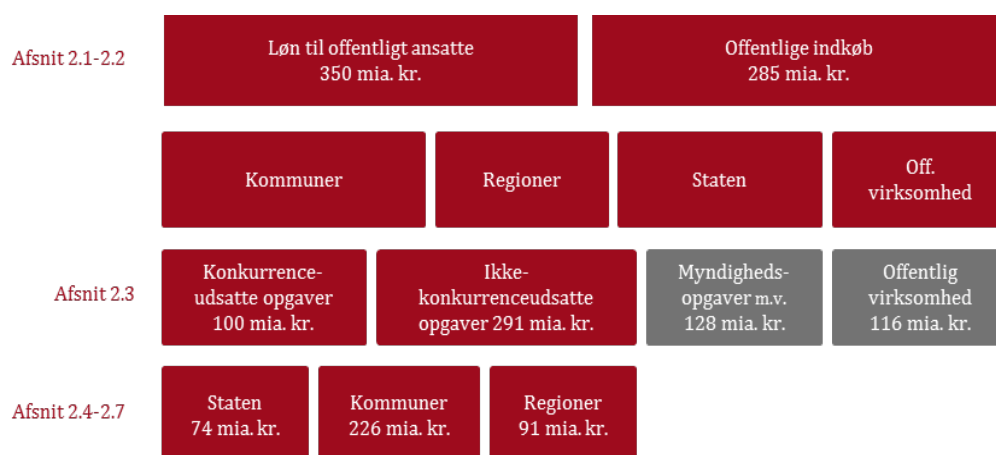 Afsnit 2.1-2.2
Løn til offentligt ansatte
350 mia. kr.
Offentlige indkøb
285 mia. kr.
Kommuner
Regioner
Staten
Off.
virksomhed
Afsnit 2.3
Konkurrence-
udsatte opgaver
100 mia. kr.
Ikke-
konkurrenceudsatte
opgaver 291 mia. kr.
Myndigheds-
opgaver m.v.
128 mia. kr.
Offentlig
virksomhed
116 mia. kr.
Afsnit 2.4-2.7
Staten
74 mia. kr.
Kommuner
226 mia. kr.
Regioner
91 mia. kr.